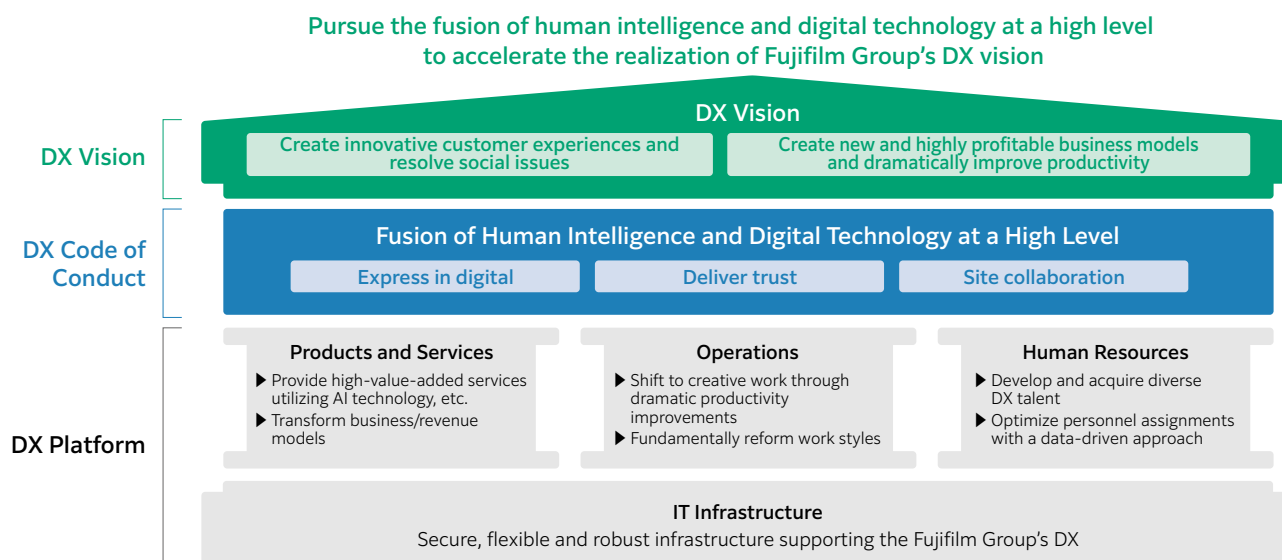 Pursue the fusion of human intelligence and digital technology at a high level
to accelerate the realization of Fujifilm Group's DX vision
DX Vision
DX Vision
Create innovative customer experiences and
resolve social issues
Create new and highly profitable business models
and dramatically improve productivity
DX Code of
Conduct
Fusion of Human Intelligence and Digital Technology at a High Level
Express in digital
Deliver trust
Site collaboration
DX Platform
Products and Services
▶ Provide high-value-added services
utilizing AI technology, etc.
▶ Transform business/revenue
models
Operations
▶ Shift to creative work through
dramatic productivity
improvements
▶ Fundamentally reform work styles
Human Resources
▶ Develop and acquire diverse
DX talent
▶ Optimize personnel assignments
with a data-driven approach
IT Infrastructure
Secure, flexible and robust infrastructure supporting the Fujifilm Group's DX